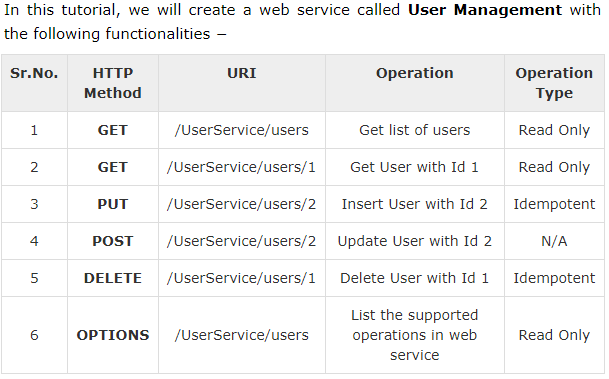 In this tutorial, we will create a web service called User Management with
the following functionalities −
Sr.No. HTTP Method URI Operation Operation Type
1 GET /UserService/users Get list of users Read Only
2 GET /UserService/users/1 Get User with Id 1 Read Only
3 PUT /UserService/users/2 Insert User with Id 2 Idempotent
4 POST /UserService/users/2 Update User with Id 2 N/A
5 DELETE /UserService/users/1 Delete User with Id 1 Idempotent
6 OPTIONS /UserService/users List the supported operations in web service Read Only